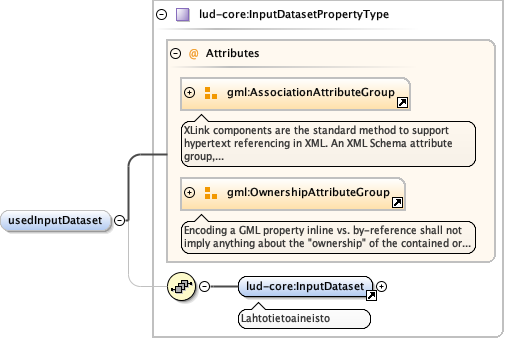 lud-core:InputDatasetPropertyType
@ Attributes
gml:AssociationAttributeGroup
XLink components are the standard method to support
hypertext referencing in XML. An XML Schema attribute
group,...
gml:OwnershipAttributeGroup
Encoding a GML property inline vs. by-reference shall not
imply anything about the "ownership" of the contained or...
usedInputDataset
lud-core:InputDataset
Lahtotietoaineisto